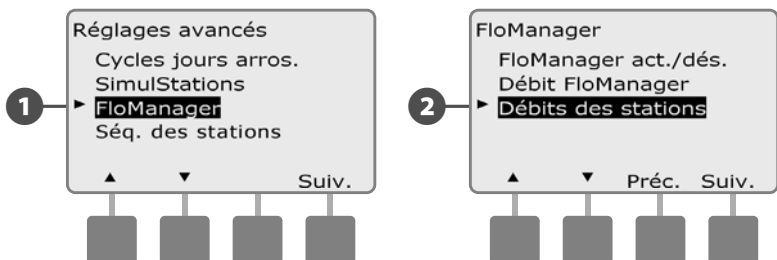 1
Réglages avancés
Cycles jours arros.
SimulStations
FloManager
Séq. des stations
Suiv.
2
FloManager
FloManager act./dés.
Débit FloManager
Débits des stations
Préc. Suiv.